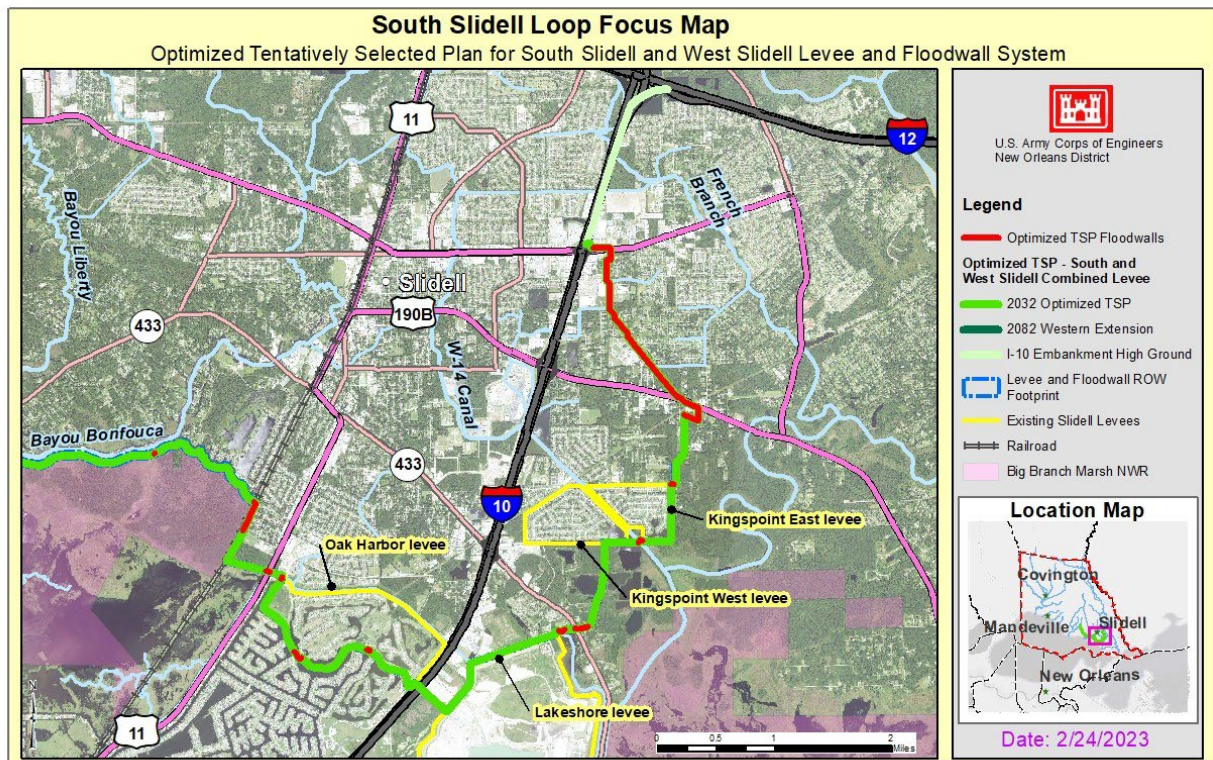 South Slidell Loop Focus Map
Optimized Tentatively Selected Plan for South Slidell and West Slidell Levee and Floodwall System
11
12
Bayou Liberty
French
Branch
Slidell
190B
433
W-14 Canal
Bayou Bonfouca
433
10
Kingspoint East levee
Oak Harbor levee
Kingspoint West levee
Lakeshore levee
11
N
0
0.5
1
2
Miles
U.S. Army Corps of Engineers
New Orleans District
Legend
Optimized TSP Floodwalls
Optimized TSP - South and
West Slidell Combined Levee
2032 Optimized TSP
2082 Western Extension
I-10 Embankment High Ground
Levee and Floodwall ROW
Footprint
Existing Slidell Levees
Railroad
Big Branch Marsh NWR
Location Map
Covington
Mandeville
Slidell
New Orleans
Date: 2/24/2023